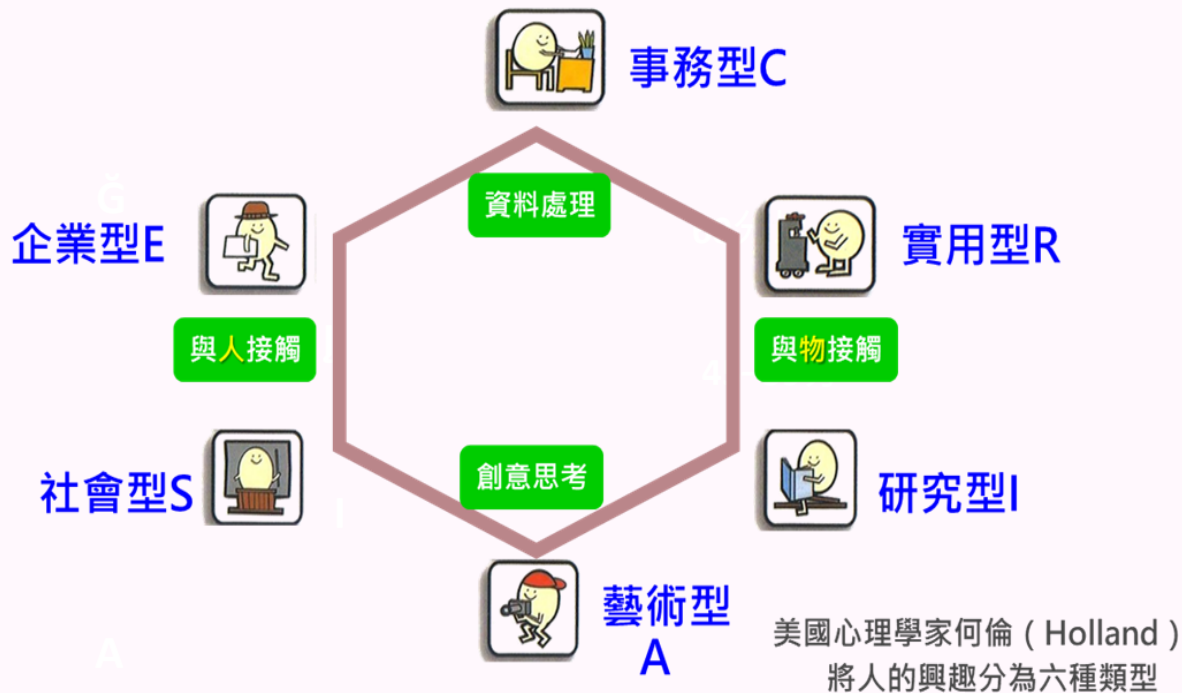 事務型C
資料處理
企業型E
實用型R
與人接觸
與物接觸
社會型S
創意思考
研究型I
藝術型
A
美國心理學家何倫（Holland）
將人的興趣分為六種類型